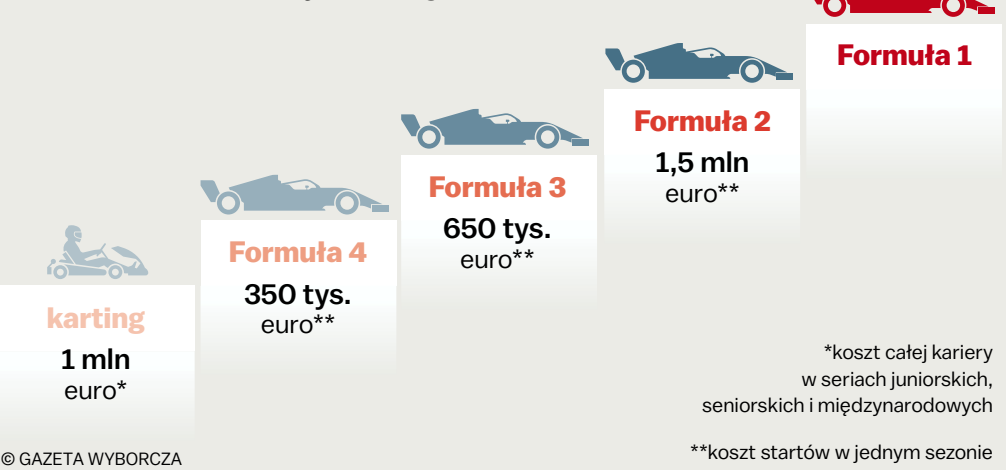 Formuła 1
Formuła 2
1,5 mln
euro**
Formuła 3
650 tys.
euro**
Formuła 4
350 tys.
euro**
karting
1 mln
euro*
*koszt całej kariery
w seriach juniorskich,
seniorskich i międzynarodowych
**koszt startów w jednym sezonie
© GAZETA WYBORCZA